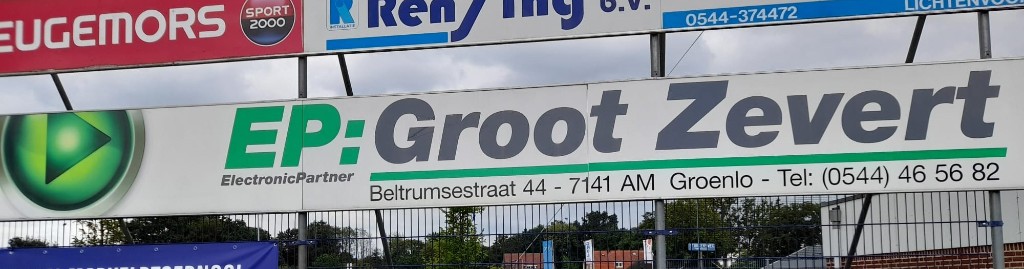 EUGEMORS
SPORT
2000
Ren/ing b.v.
0544-374472
LICHTENVOO
EP:Groot Zevert
ElectronicPartner
Beltrumsestraat 44 - 7141 AM Groenlo - Tel: (0544) 46 56 82